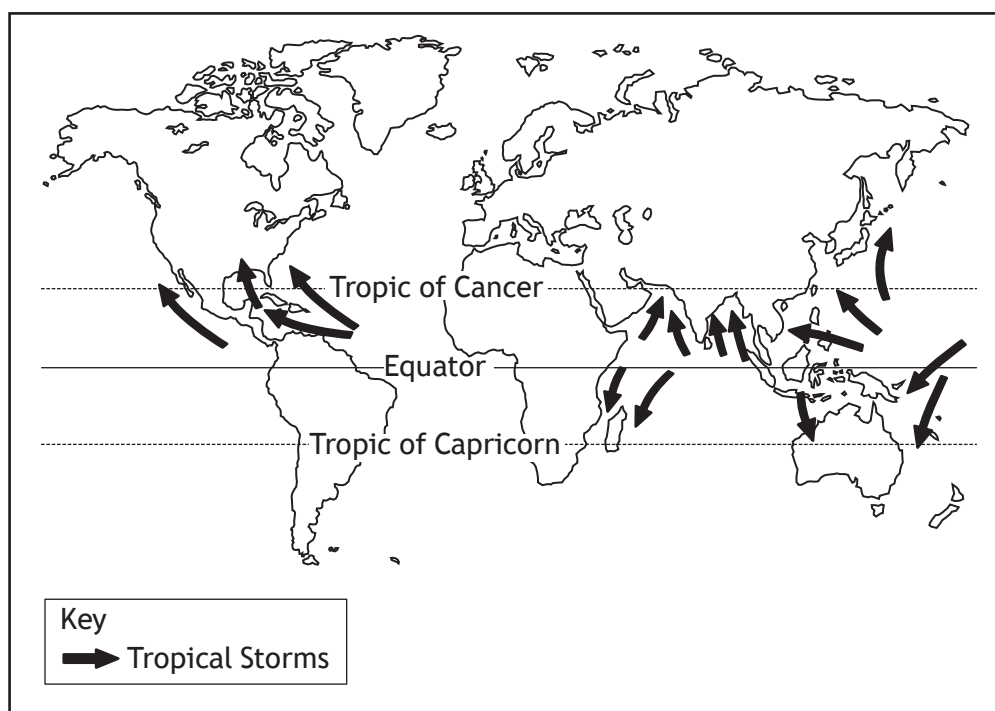 Tropic of Cancer
Equator
Tropic of Capricorn
Key
Tropical Storms